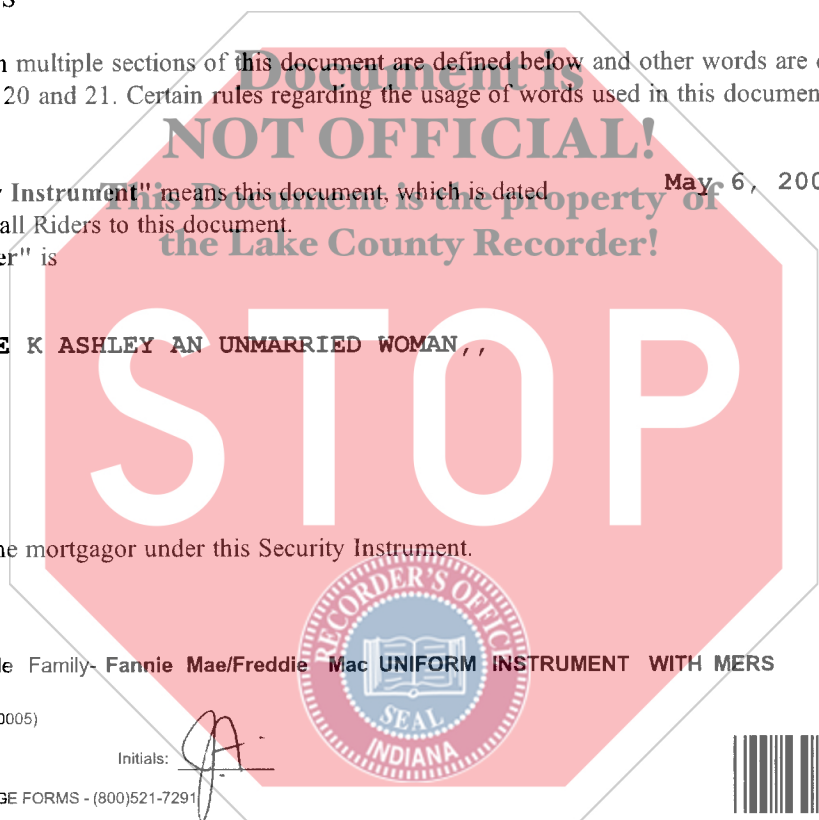 S
n multiple sections of this document are defined below and other words are
20 and 21. Certain rules regarding the usage of words used in this documen
Document is
NOT OFFICIAL!
This Document is the property of
the Lake County Recorder!
Instrument" means this document, which is dated May 6, 200
all Riders to this document.
er" is
E K ASHLEY AN UNMARRIED WOMAN,,
STOP
ne mortgagor under this Security Instrument.
RECORDER'S OFFICE
SEAL
INDIANA
le Family- Fannie Mae/Freddie Mac UNIFORM INSTRUMENT WITH MERS
0005)
Initials: JA
GE FORMS - (800)521-7291